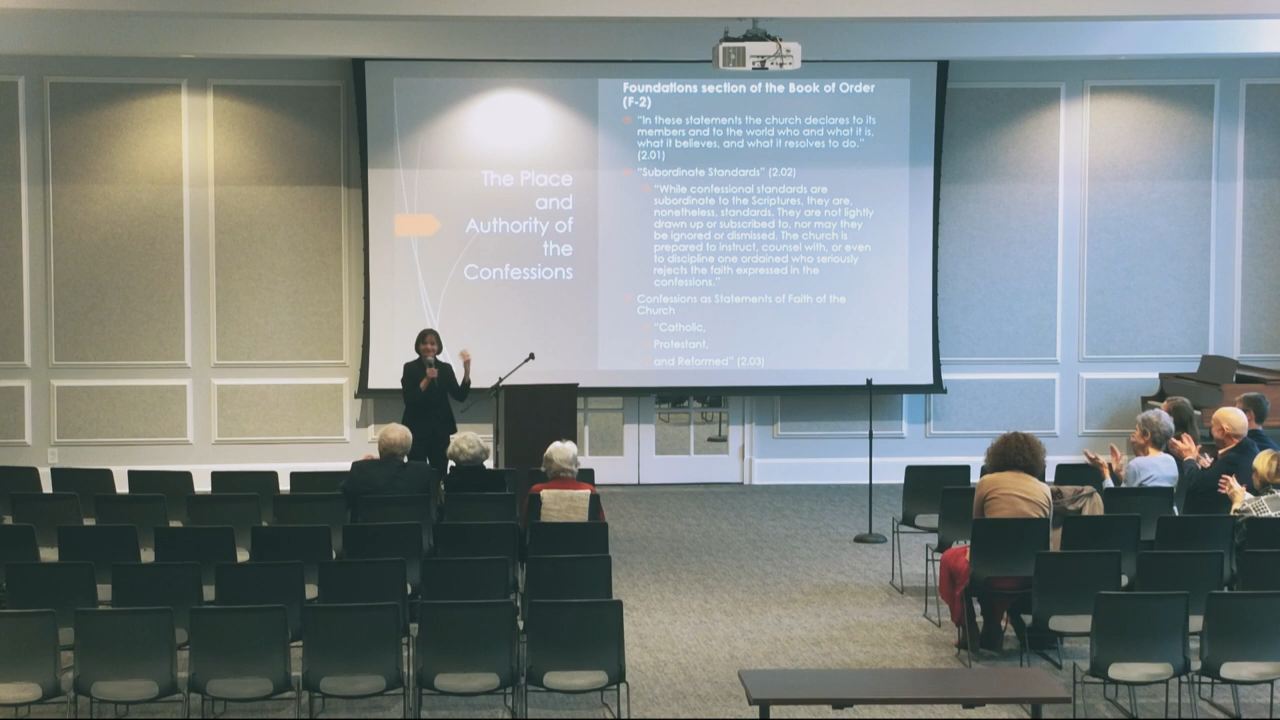 The Place
and
Authority of
the
Confessions
Foundations section of the Book of Order
(F-2)
"In these statements the church declares to its
members and to the world who and what it is,
what it believes, and what it resolves to do."
(2.01)
"Subordinate Standards" (2.02)
"While confessional standards are
subordinate to the Scriptures, they are,
nonetheless, standards. They are not lightly
drawn up or subscribed to, nor may they
be ignored or dismissed. The church is
prepared to instruct, counsel with, or even
to discipline one ordained who seriously
rejects the faith expressed in the
confessions."
Confessions as Statements of Faith of the
Church
"Catholic,
Protestant,
and Reformed" (2.03)